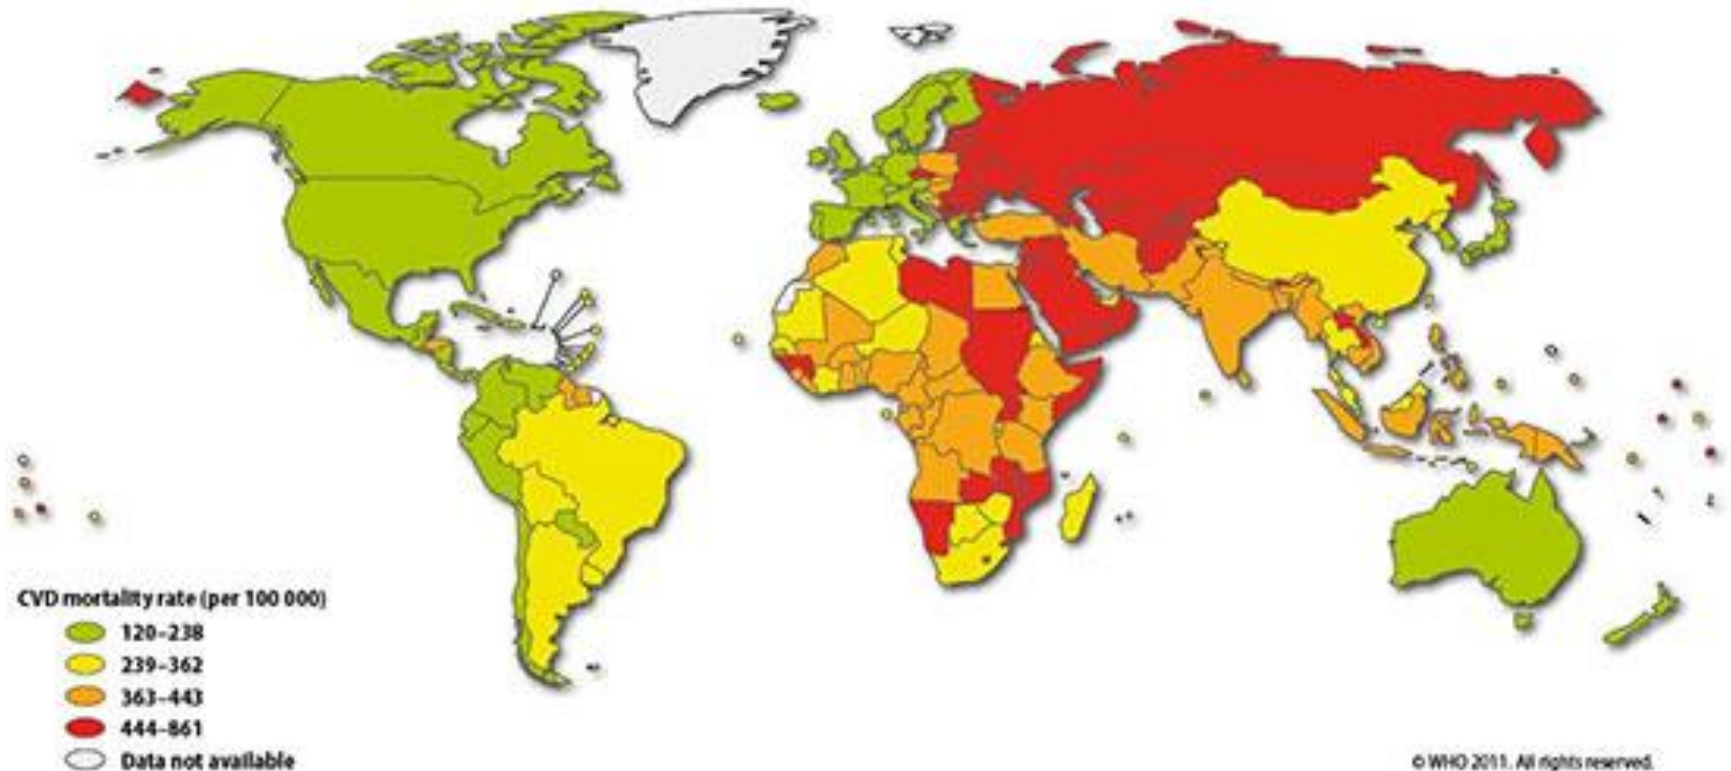 CVD mortality rate (per 100 000)
120–238
239–362
363–443
444–861
Data not available
© WHO 2011. All rights reserved.